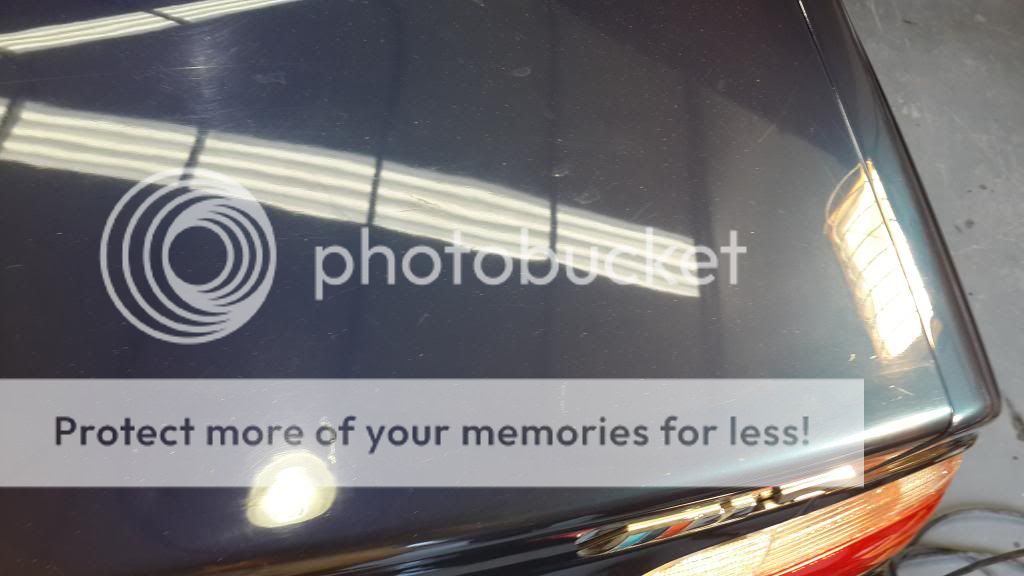 photobucket
Protect more of your memories for less!